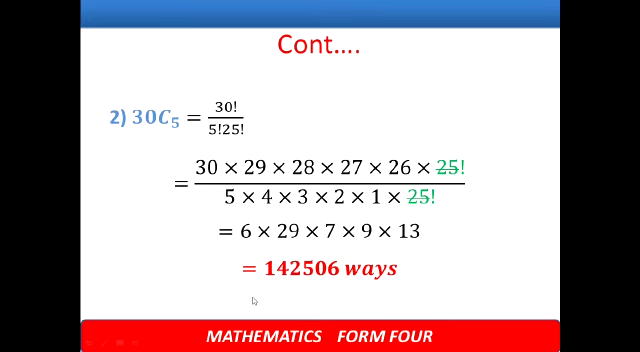 Cont....
2) 30C₅ = 30!/5!25!
= 30 × 29 × 28 × 27 × 26 × 25!/5 × 4 × 3 × 2 × 1 × 25!
= 6 × 29 × 7 × 9 × 13
= 142506 ways
MATHEMATICS FORM FOUR